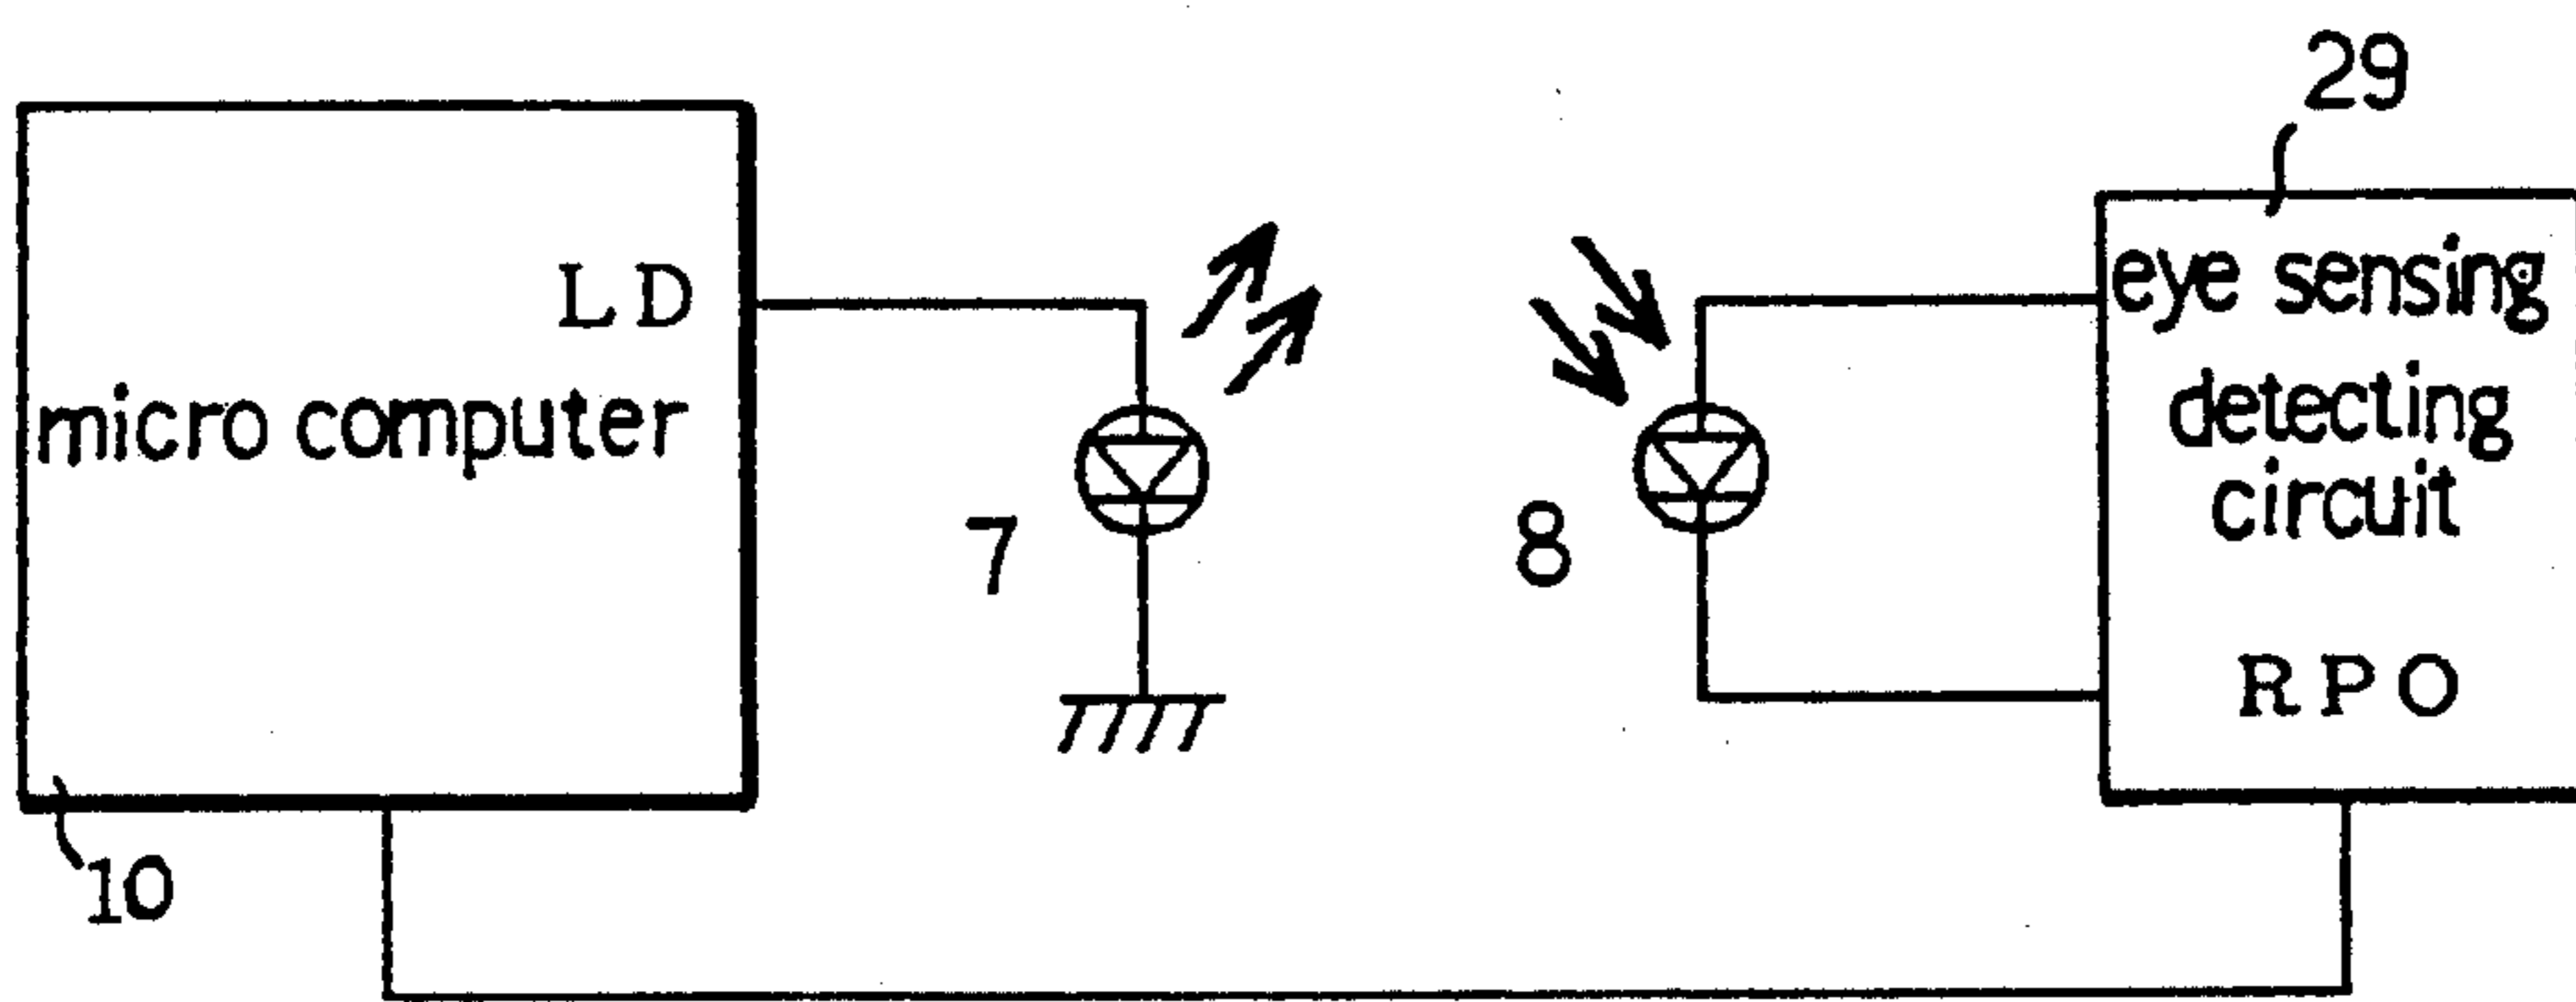 29
LD
micro computer
eye sensing
detecting
circuit
7
8
RPO
10